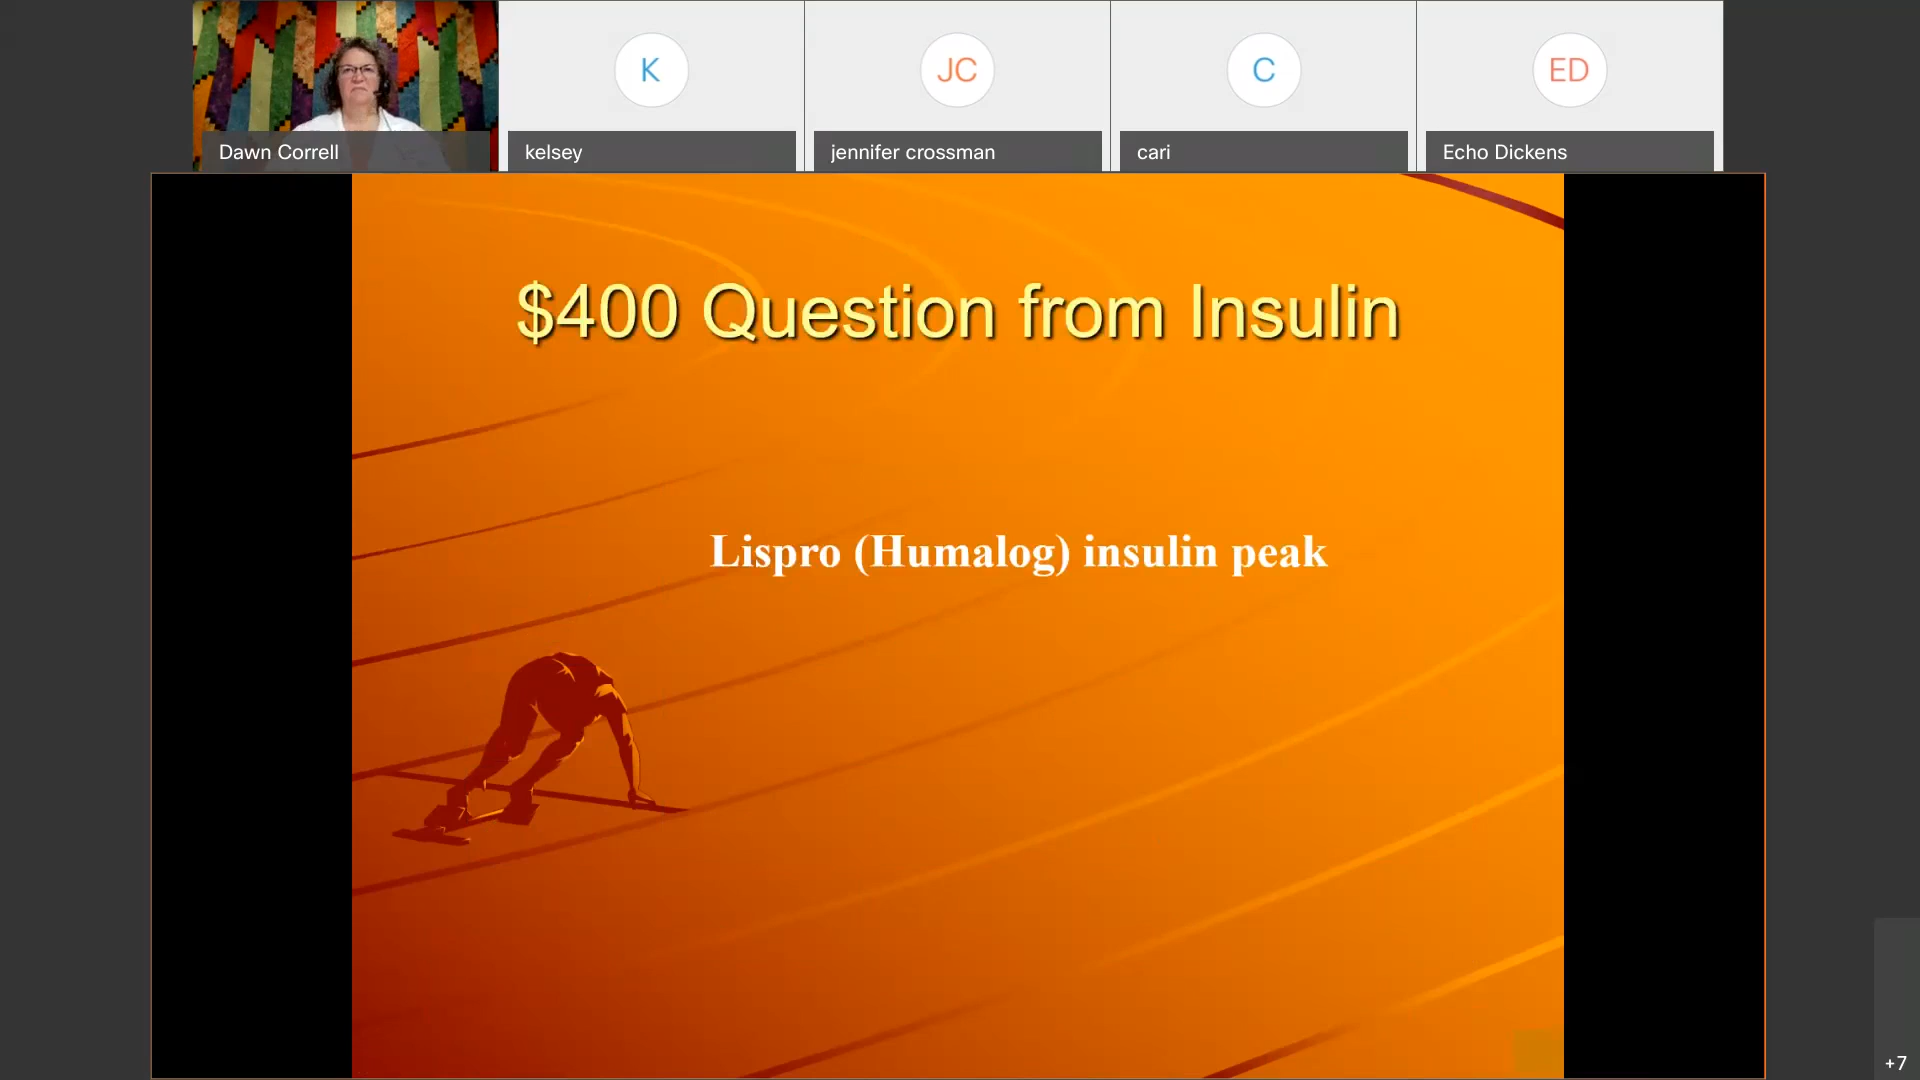 K
JC
C
ED
Dawn Correll
kelsey
jennifer crossman
cari
Echo Dickens
$400 Question from Insulin
Lispro (Humalog) insulin peak
+7